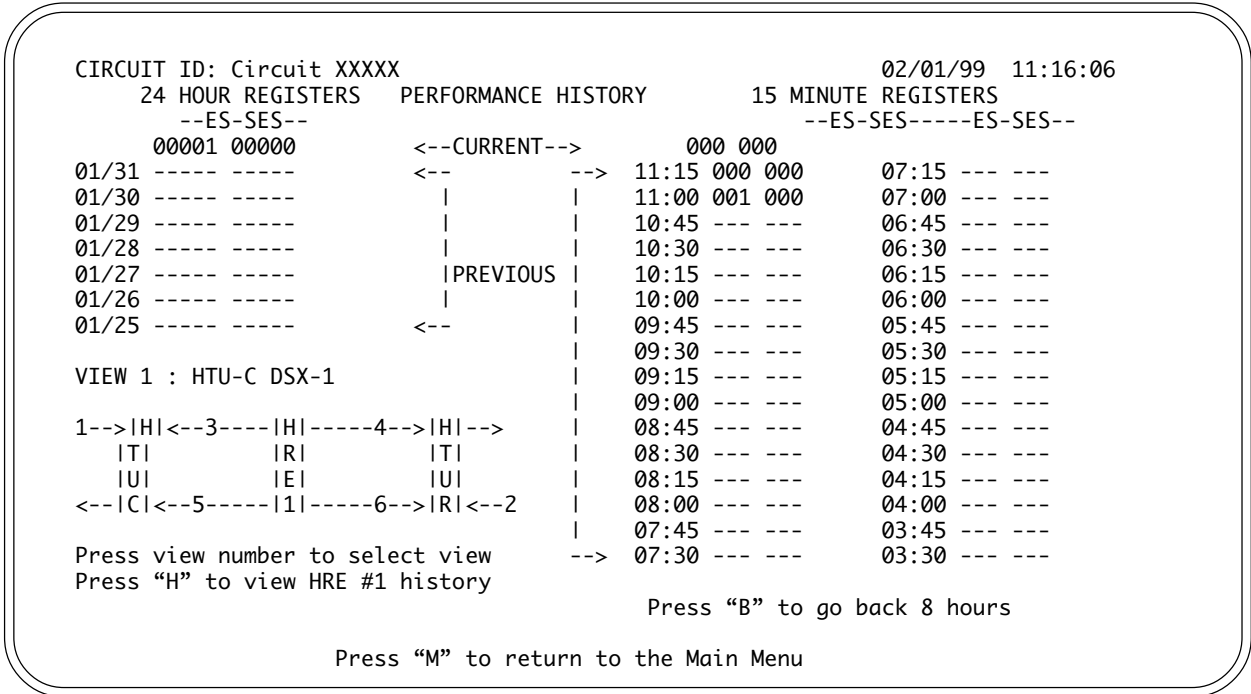 CIRCUIT ID: Circuit XXXXX                                        02/01/99  11:16:06
     24 HOUR REGISTERS   PERFORMANCE HISTORY        15 MINUTE REGISTERS
        --ES-SES--                                      --ES-SES-----ES-SES--
      00001 00000         <--CURRENT-->        000 000
01/31 ----- -----         <--         -->  11:15 000 000      07:15 --- ---
01/30 ----- -----           |         |    11:00 001 000      07:00 --- ---
01/29 ----- -----           |         |    10:45 --- ---      06:45 --- ---
01/28 ----- -----           |         |    10:30 --- ---      06:30 --- ---
01/27 ----- -----           |PREVIOUS |    10:15 --- ---      06:15 --- ---
01/26 ----- -----           |         |    10:00 --- ---      06:00 --- ---
01/25 ----- -----         <--         |    09:45 --- ---      05:45 --- ---
                                      |    09:30 --- ---      05:30 --- ---
VIEW 1 : HTU-C DSX-1                  |    09:15 --- ---      05:15 --- ---
                                      |    09:00 --- ---      05:00 --- ---
1-->|H|<--3----|H|-----4-->|H|-->     |    08:45 --- ---      04:45 --- ---
    |T|        |R|         |T|        |    08:30 --- ---      04:30 --- ---
    |U|        |E|         |U|        |    08:15 --- ---      04:15 --- ---
<--|C|<--5-----|1|-----6-->|R|<--2    |    08:00 --- ---      04:00 --- ---
                                      |    07:45 --- ---      03:45 --- ---
Press view number to select view      -->  07:30 --- ---      03:30 --- ---
Press “H” to view HRE #1 history
                                            Press “B” to go back 8 hours
                    Press “M” to return to the Main Menu